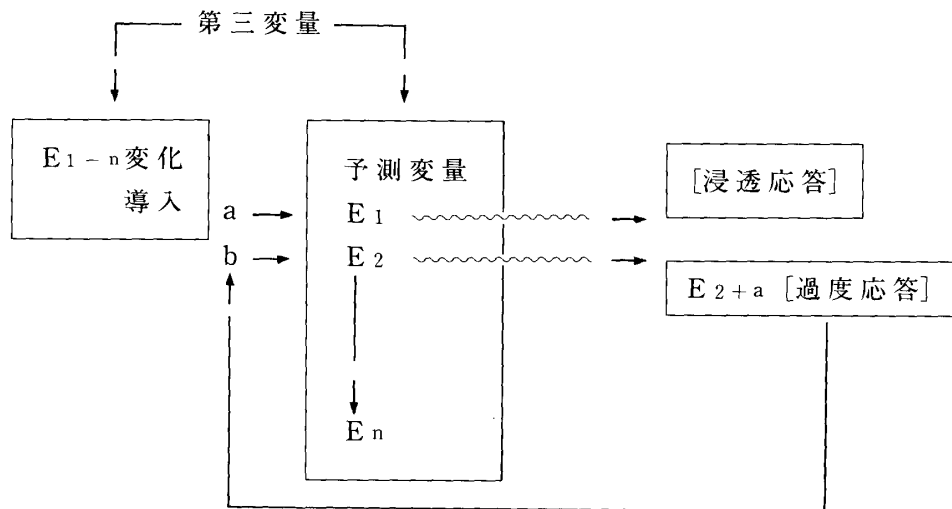 第三変量
E1-n変化
導入
予測変量
a
E1
b
E2
En
[浸透応答]
E2+a [過度応答]